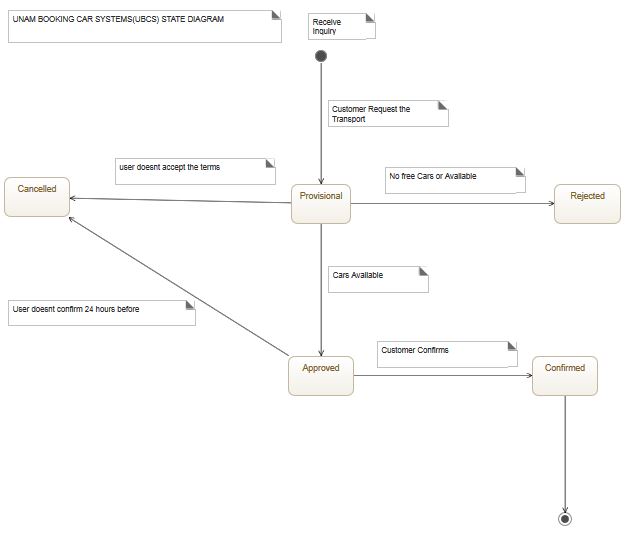 UNAM BOOKING CAR SYSTEMS(UBCS) STATE DIAGRAM
Receive
Inquiry
Customer Request the
Transport
user doesnt accept the terms
No free Cars or Available
Cancelled
Provisional
Rejected
Cars Available
User doesnt confirm 24 hours before
Customer Confirms
Approved
Confirmed